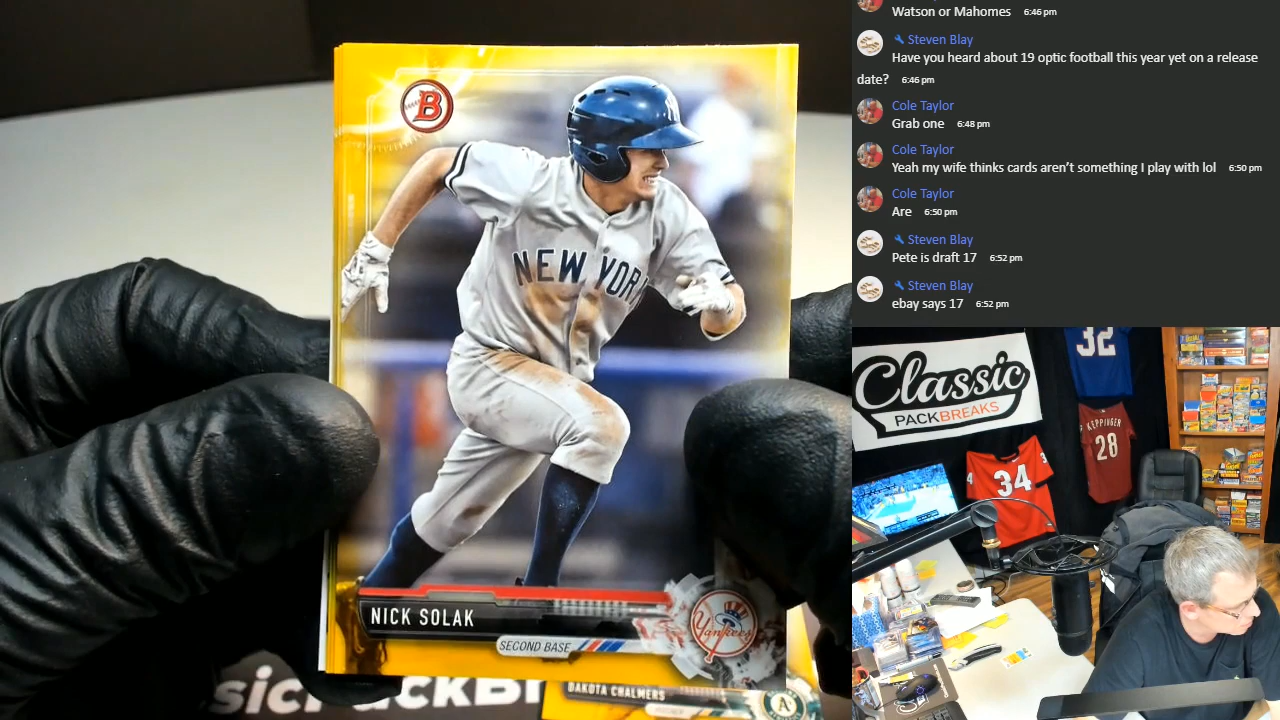 B
NEW YORK
NICK SOLAK
SECOND BASE
Yankees
DAKOTA CHALMERS
A
Watson or Mahomes 6:46 pm
Steven Blay
Have you heard about 19 optic football this year yet on a release
date? 6:46 pm
Cole Taylor
Grab one 6:48 pm
Cole Taylor
Yeah my wife thinks cards aren't something I play with lol 6:50 pm
Cole Taylor
Are 6:50 pm
Steven Blay
Pete is draft 17 6:52 pm
Steven Blay
ebay says 17 6:52 pm
Classic
PACKBREAKS
32
KEPPINGER
28
34